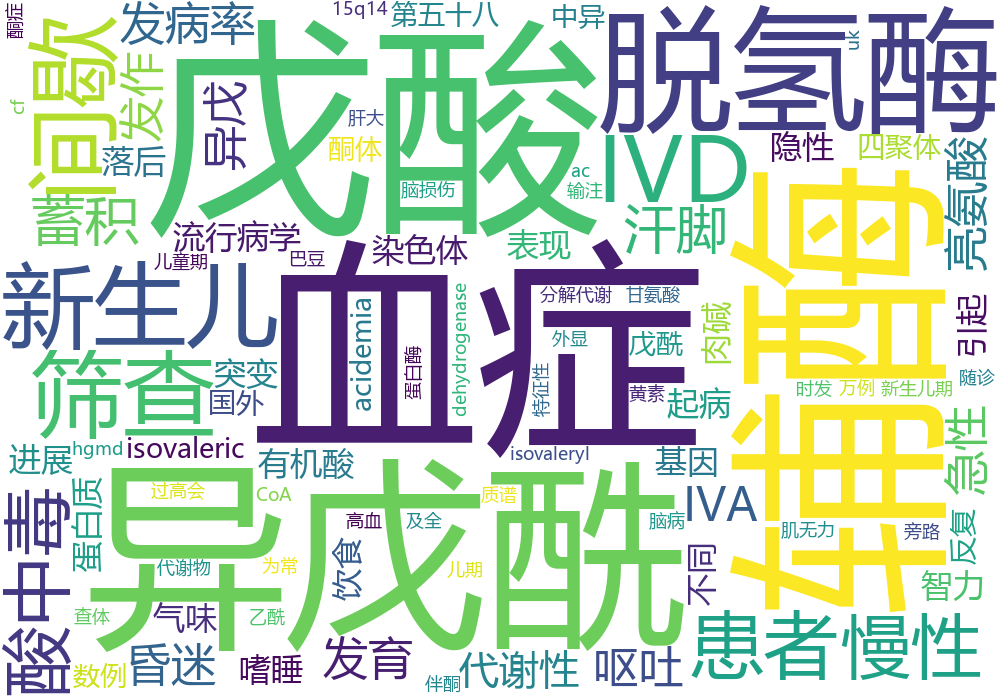 酮症
15q14
第五十八
中异
发病率
戊酸
脱氢酶
间歇
发作
cf
异戊
肝大
uk
落后
酮体
IVD
隐性
四聚体
蓄积
脑损伤
ac
输注
汗脚
亮氨酸
流行病学
染色体
表现
儿童期
巴豆
新生儿
血症
辅酶
分解代谢
甘氨酸
acidemia
dehydrogenase
外显
戊酰
肉碱
引起
筛查
突变
蛋白酶
特征性
黄素
起病
随诊
国外
时发
万例
新生儿期
进展
hgmd
isovaleric
有机酸
isovaleryl
基因
急性
中毒
蛋白质
过高会
CoA
异戊酰
质谱
IVA
高血
及全
脑病
肌无力
旁路
反复
代谢物
为常
饮食
儿期
不同
智力
查体
气味
乙酰
患者
慢性
酸
数例
昏迷
嗜睡
发育
伴酮
代谢性
呕吐